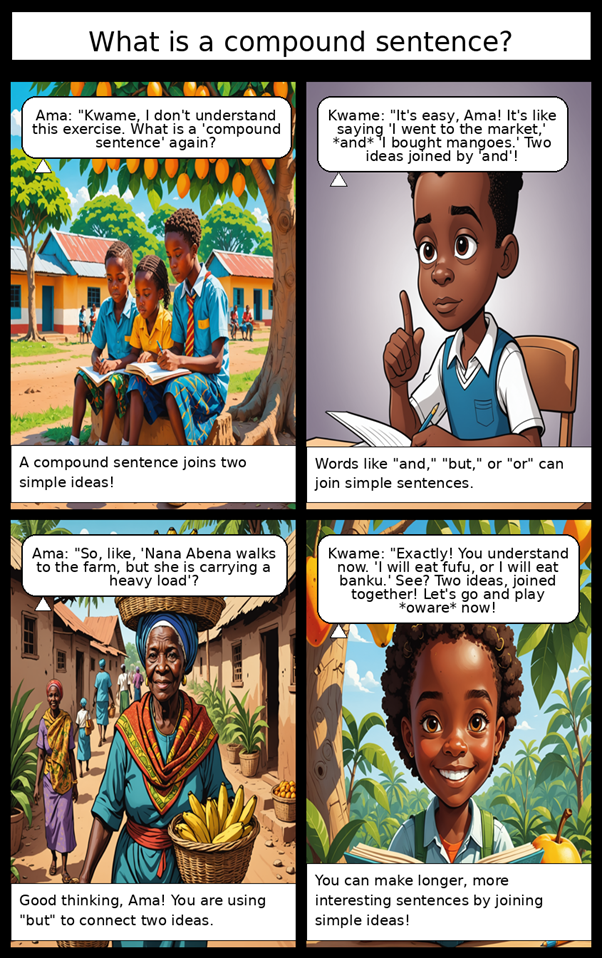 What is a compound sentence?
Ama: "Kwame, I don't understand
this exercise. What is a 'compound
sentence' again?
Kwame: "It's easy, Ama! It's like
saying 'I went to the market,'
*and* 'I bought mangoes.' Two
ideas joined by 'and'!
A compound sentence joins two
simple ideas!
Words like "and," "but," or "or" can
join simple sentences.
Ama: "So, like, 'Nana Abena walks
to the farm, but she is carrying a
heavy load'?
Kwame: "Exactly! You understand
now. 'I will eat fufu, or I will eat
banku.' See? Two ideas, joined
together! Let's go and play
*oware* now!
Good thinking, Ama! You are using
"but" to connect two ideas.
You can make longer, more
interesting sentences by joining
simple ideas!